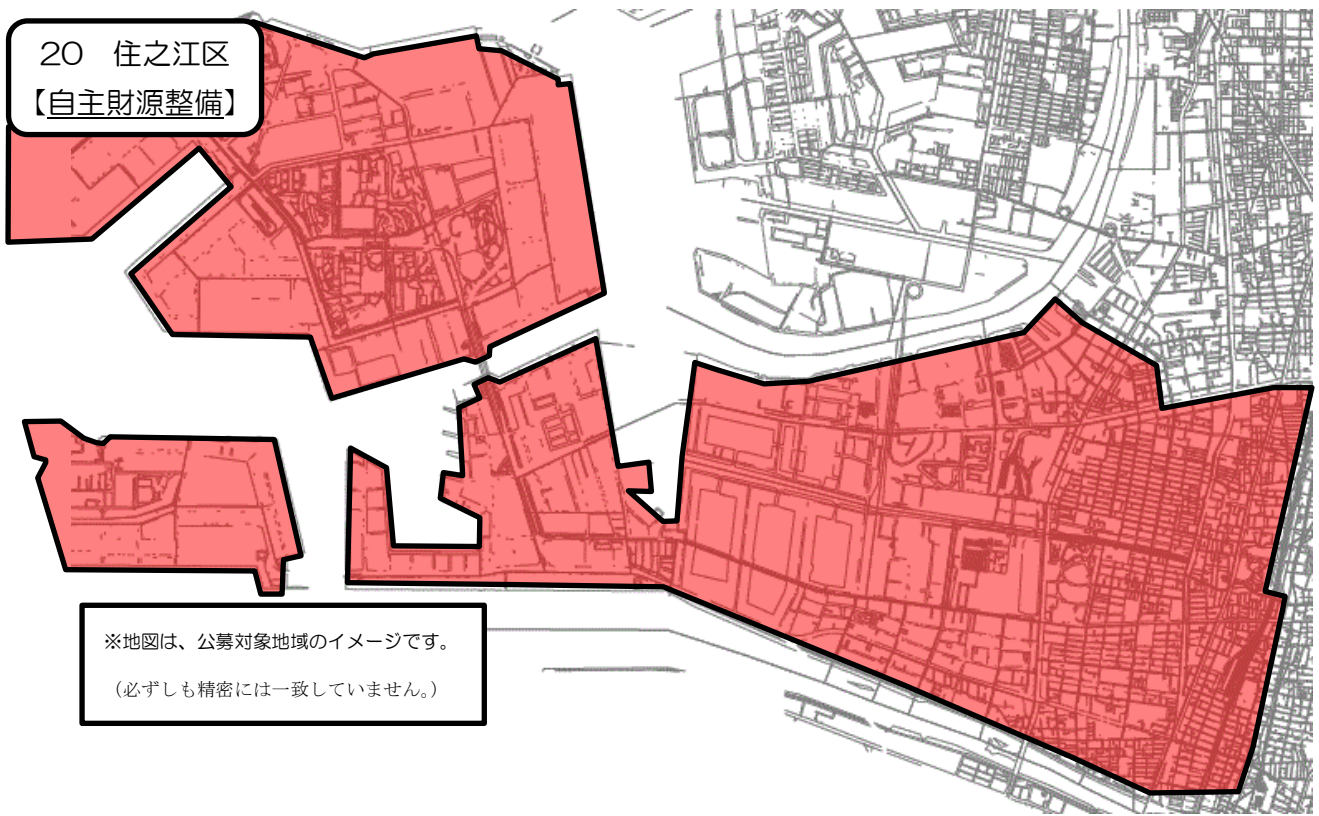 20　住之江区
【自主財源整備】
※地図は、公募対象地域のイメージです。
（必ずしも精密には一致していません。）